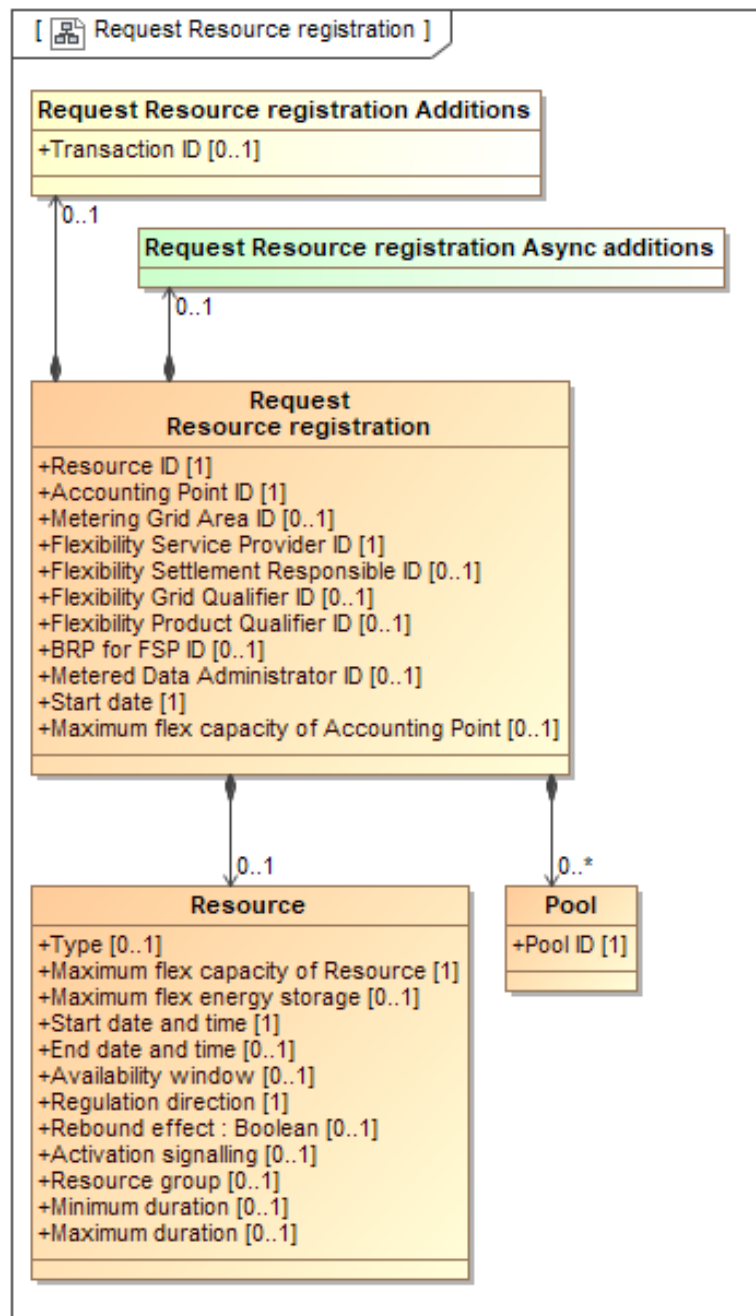 [ Request Resource registration ]
Request Resource registration Additions
+Transaction ID [0..1]
0..1
Request Resource registration Async additions
0..1
Request
Resource registration
+Resource ID [1]
+Accounting Point ID [1]
+Metering Grid Area ID [0..1]
+Flexibility Service Provider ID [1]
+Flexibility Settlement Responsible ID [0..1]
+Flexibility Grid Qualifier ID [0..1]
+Flexibility Product Qualifier ID [0..1]
+BRP for FSP ID [0..1]
+Metered Data Administrator ID [0..1]
+Start date [1]
+Maximum flex capacity of Accounting Point [0..1]
0..1
0..*
Resource
+Type [0..1]
+Maximum flex capacity of Resource [1]
+Maximum flex energy storage [0..1]
+Start date and time [1]
+End date and time [0..1]
+Availability window [0..1]
+Regulation direction [1]
+Rebound effect : Boolean [0..1]
+Activation signalling [0..1]
+Resource group [0..1]
+Minimum duration [0..1]
+Maximum duration [0..1]
Pool
+Pool ID [1]